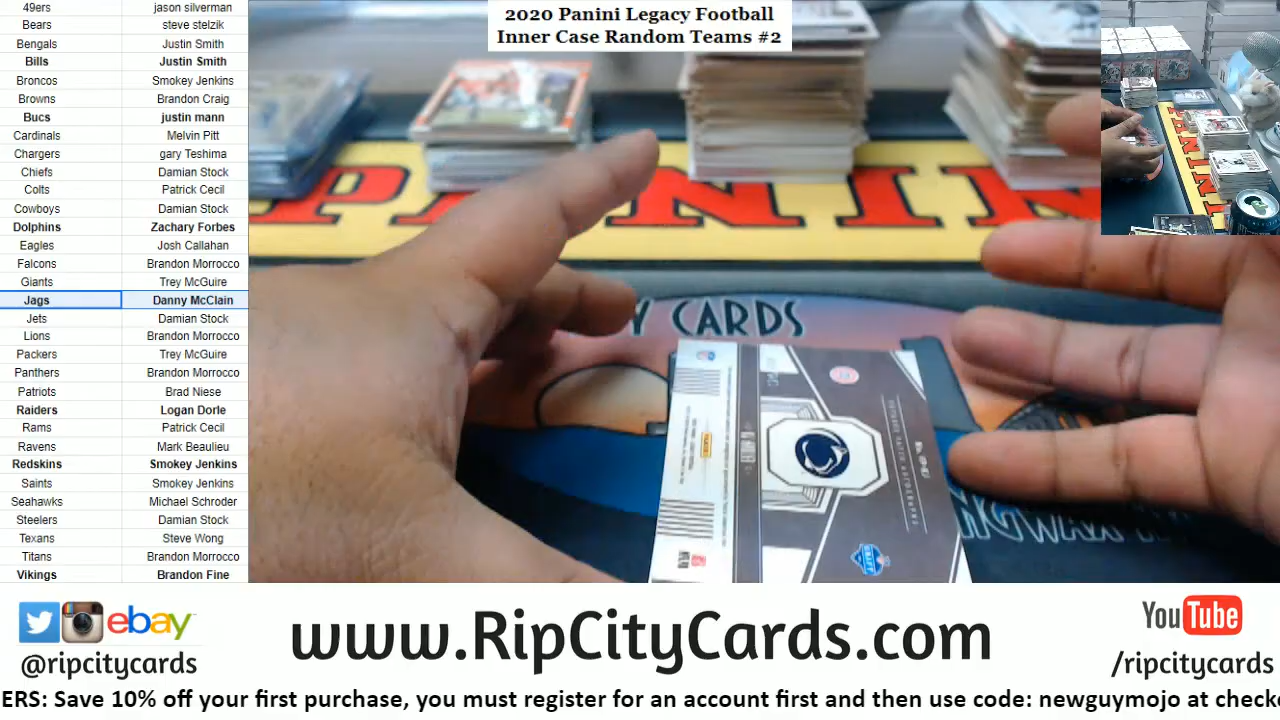 2020 Panini Legacy Football
Inner Case Random Teams #2
49ers jason silverman
Bears steve stelzik
Bengals Justin Smith
Bills Justin Smith
Broncos Smokey Jenkins
Browns Brandon Craig
Bucs justin mann
Cardinals Melvin Pitt
Chargers gary Teshima
Chiefs Damian Stock
Colts Patrick Cecil
Cowboys Damian Stock
Dolphins Zachary Forbes
Eagles Josh Callahan
Falcons Brandon Morrocco
Giants Trey McGuire
Jags Danny McClain
Jets Damian Stock
Lions Brandon Morrocco
Packers Trey McGuire
Panthers Brandon Morrocco
Patriots Brad Niese
Raiders Logan Dorle
Rams Patrick Cecil
Ravens Mark Beaulieu
Redskins Smokey Jenkins
Saints Smokey Jenkins
Seahawks Michael Schroder
Steelers Damian Stock
Texans Steve Wong
Titans Brandon Morrocco
Vikings Brandon Fine
PANINI
Y CARDS
PANINI
ebay
@ripcitycards
www.RipCityCards.com
YouTube
/ripcitycards
ERS: Save 10% off your first purchase, you must register for an account first and then use code: newguymojo at checko